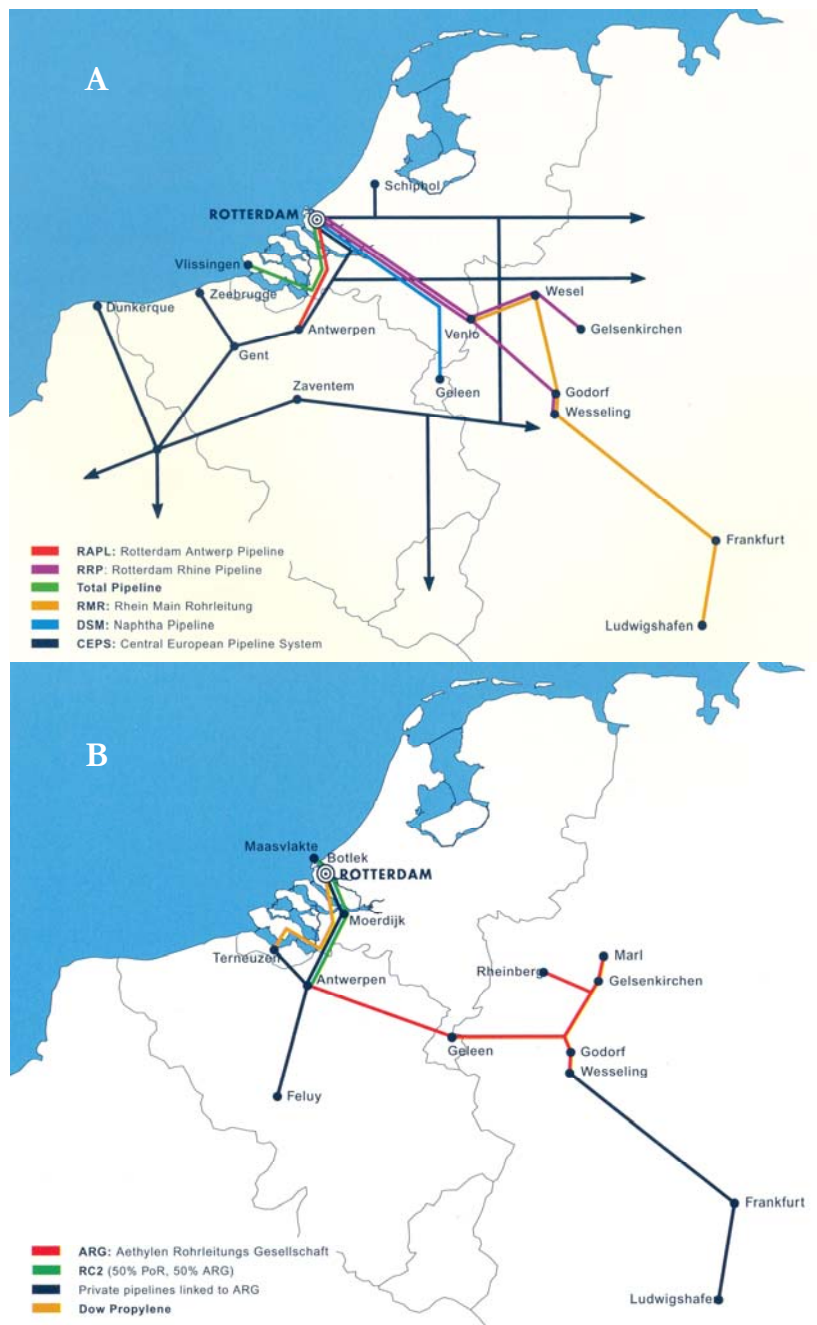 A
Schiphol
ROTTERDAM
Vlissingen
Zeebrugge
Dunkerque
Wesel
Antwerpen
Venlo
Gelsenkirchen
Gent
Zaventem
Geleen
Godorf
Wesseling
Frankfurt
Ludwigshafen
RAPL: Rotterdam Antwerp Pipeline
RRP: Rotterdam Rhine Pipeline
Total Pipeline
RMR: Rhein Main Rohrleitung
DSM: Naphtha Pipeline
CEPS: Central European Pipeline System
B
Maasvlakte
Botlek
ROTTERDAM
Moerdijk
Terneuzen
Marl
Rheinberg
Antwerpen
Gelsenkirchen
Geleen
Godorf
Wesseling
Feluy
Frankfurt
Ludwigshafen
ARG: Aethylen Rohrleitungs Gesellschaft
RC2 (50% PoR, 50% ARG)
Private pipelines linked to ARG
Dow Propylene